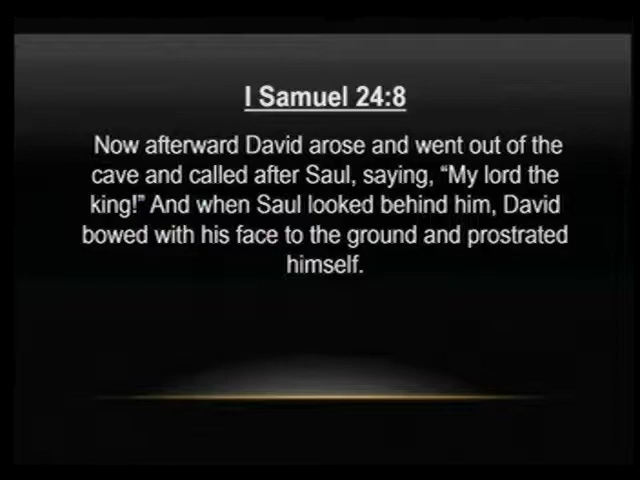 I Samuel 24:8
Now afterward David arose and went out of the
cave and called after Saul, saying, “My lord the
king!” And when Saul looked behind him, David
bowed with his face to the ground and prostrated
himself.